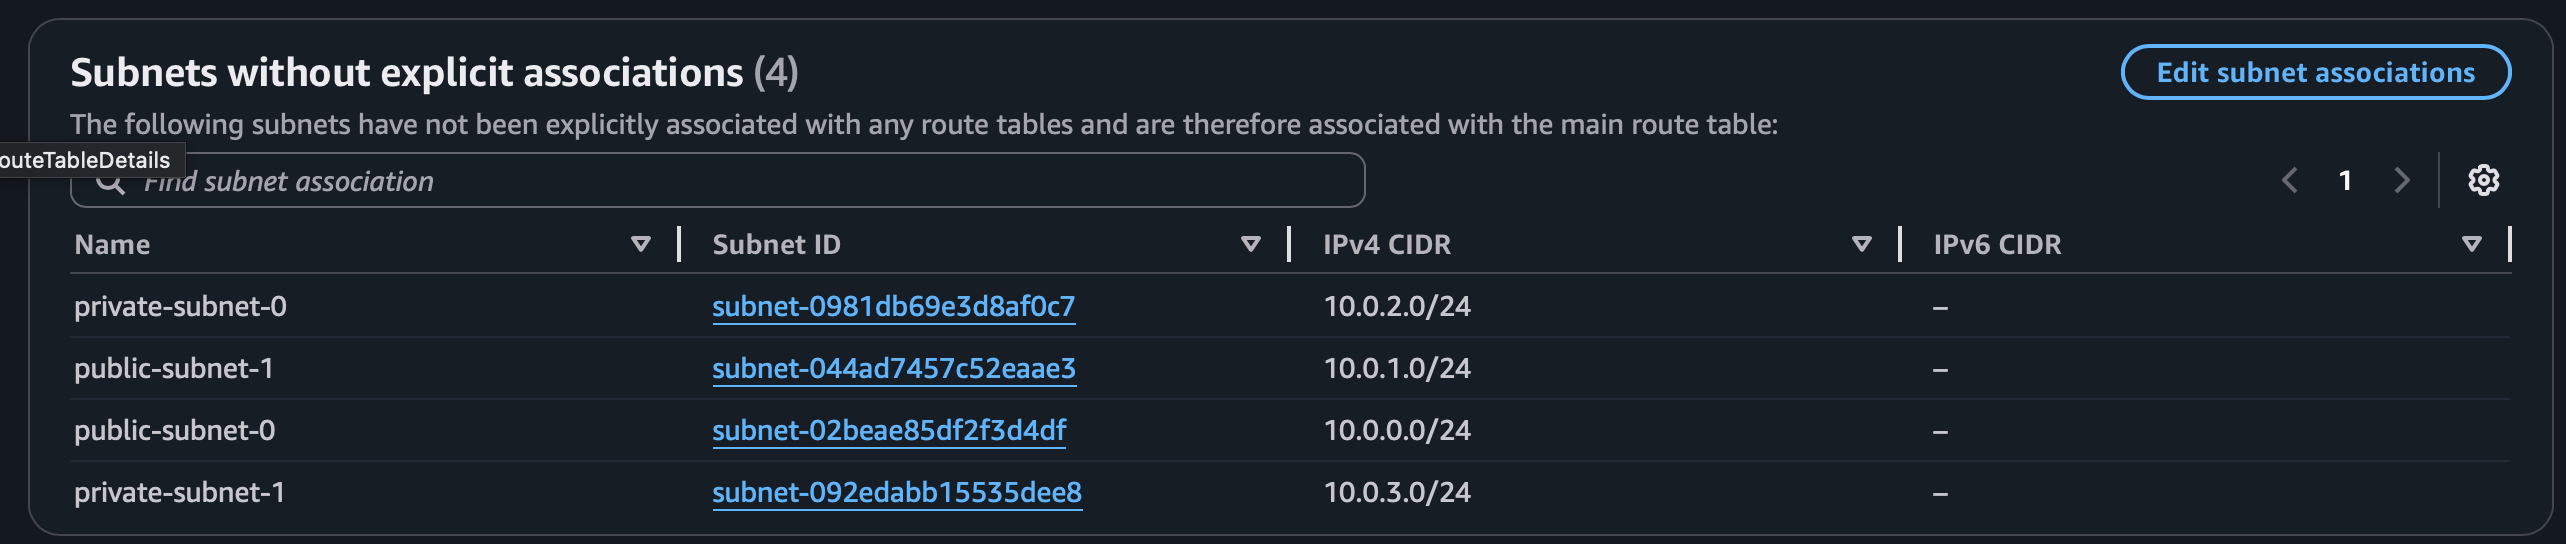 Subnets without explicit associations (4)
Edit subnet associations
The following subnets have not been explicitly associated with any route tables and are therefore associated with the main route table:
outeTableDetails
Find subnet association
1
Name Subnet ID IPv4 CIDR IPv6 CIDR
private-subnet-0 subnet-0981db69e3d8af0c7 10.0.2.0/24 –
public-subnet-1 subnet-044ad7457c52eaae3 10.0.1.0/24 –
public-subnet-0 subnet-02beae85df2f3d4df 10.0.0.0/24 –
private-subnet-1 subnet-092edabb15535dee8 10.0.3.0/24 –